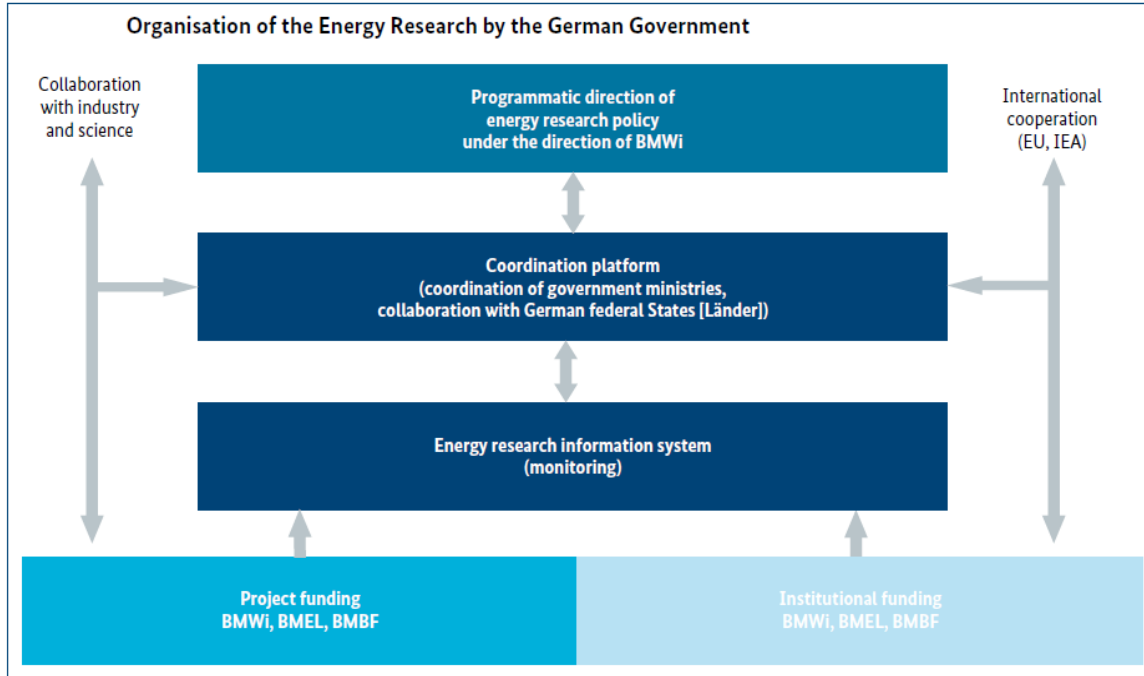 Organisation of the Energy Research by the German Government
Collaboration
with industry
and science
Programmatic direction of
energy research policy
under the direction of BMWi
International
cooperation
(EU, IEA)
Coordination platform
(coordination of government ministries,
collaboration with German federal States [Länder])
Energy research information system
(monitoring)
Project funding
BMWi, BMEL, BMBF
Institutional funding
BMWi, BMEL, BMBF